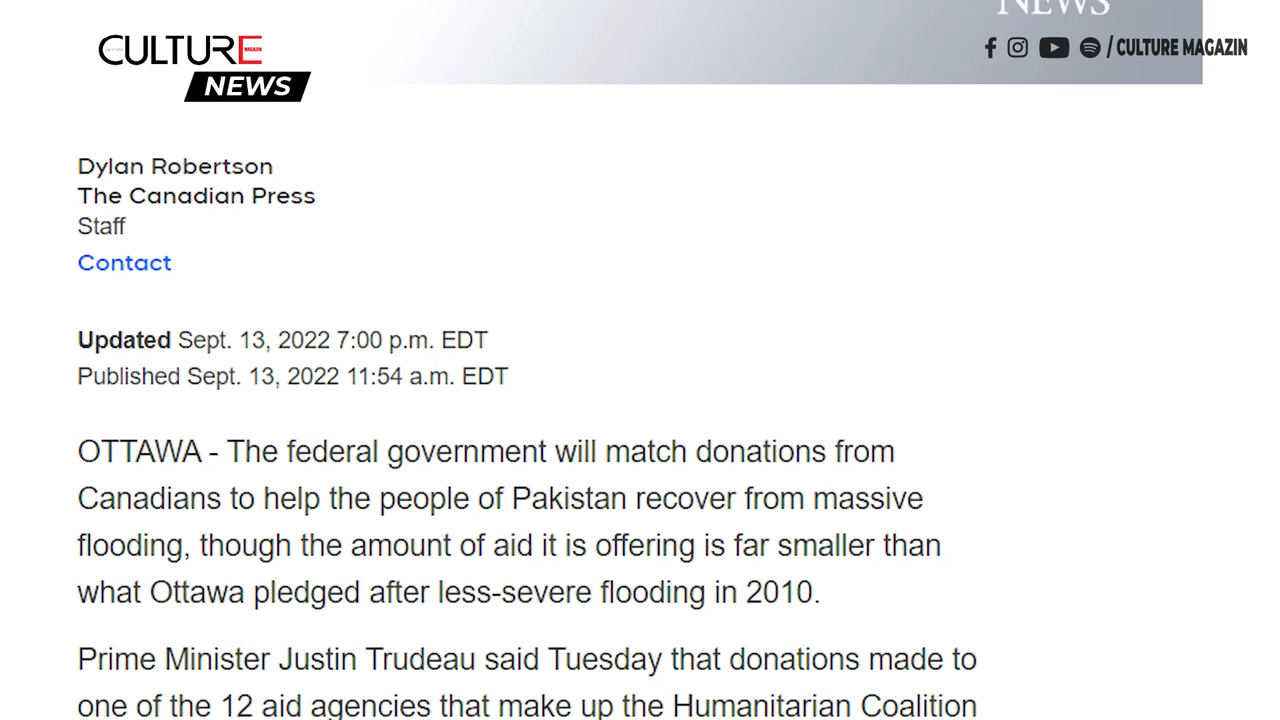 NEWS
CULTURE MAGAZIN
NEWS
/ CULTURE MAGAZIN
Dylan Robertson
The Canadian Press
Staff
Contact
Updated Sept. 13, 2022 7:00 p.m. EDT
Published Sept. 13, 2022 11:54 a.m. EDT
OTTAWA - The federal government will match donations from
Canadians to help the people of Pakistan recover from massive
flooding, though the amount of aid it is offering is far smaller than
what Ottawa pledged after less-severe flooding in 2010.
Prime Minister Justin Trudeau said Tuesday that donations made to
one of the 12 aid agencies that make up the Humanitarian Coalition